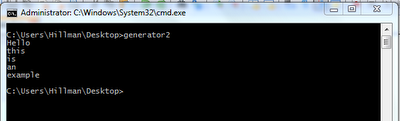 Administrator: C:\Windows\System32\cmd.exe
C:\Users\Hillman\Desktop>generator2
Hello
this
is
an
example
C:\Users\Hillman\Desktop>